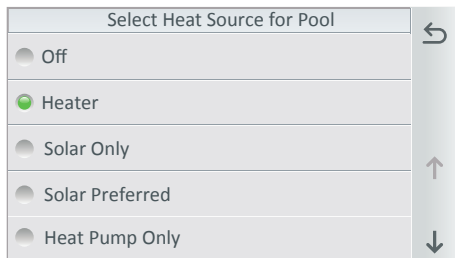 Select Heat Source for Pool
Off
Heater
Solar Only
Solar Preferred
Heat Pump Only